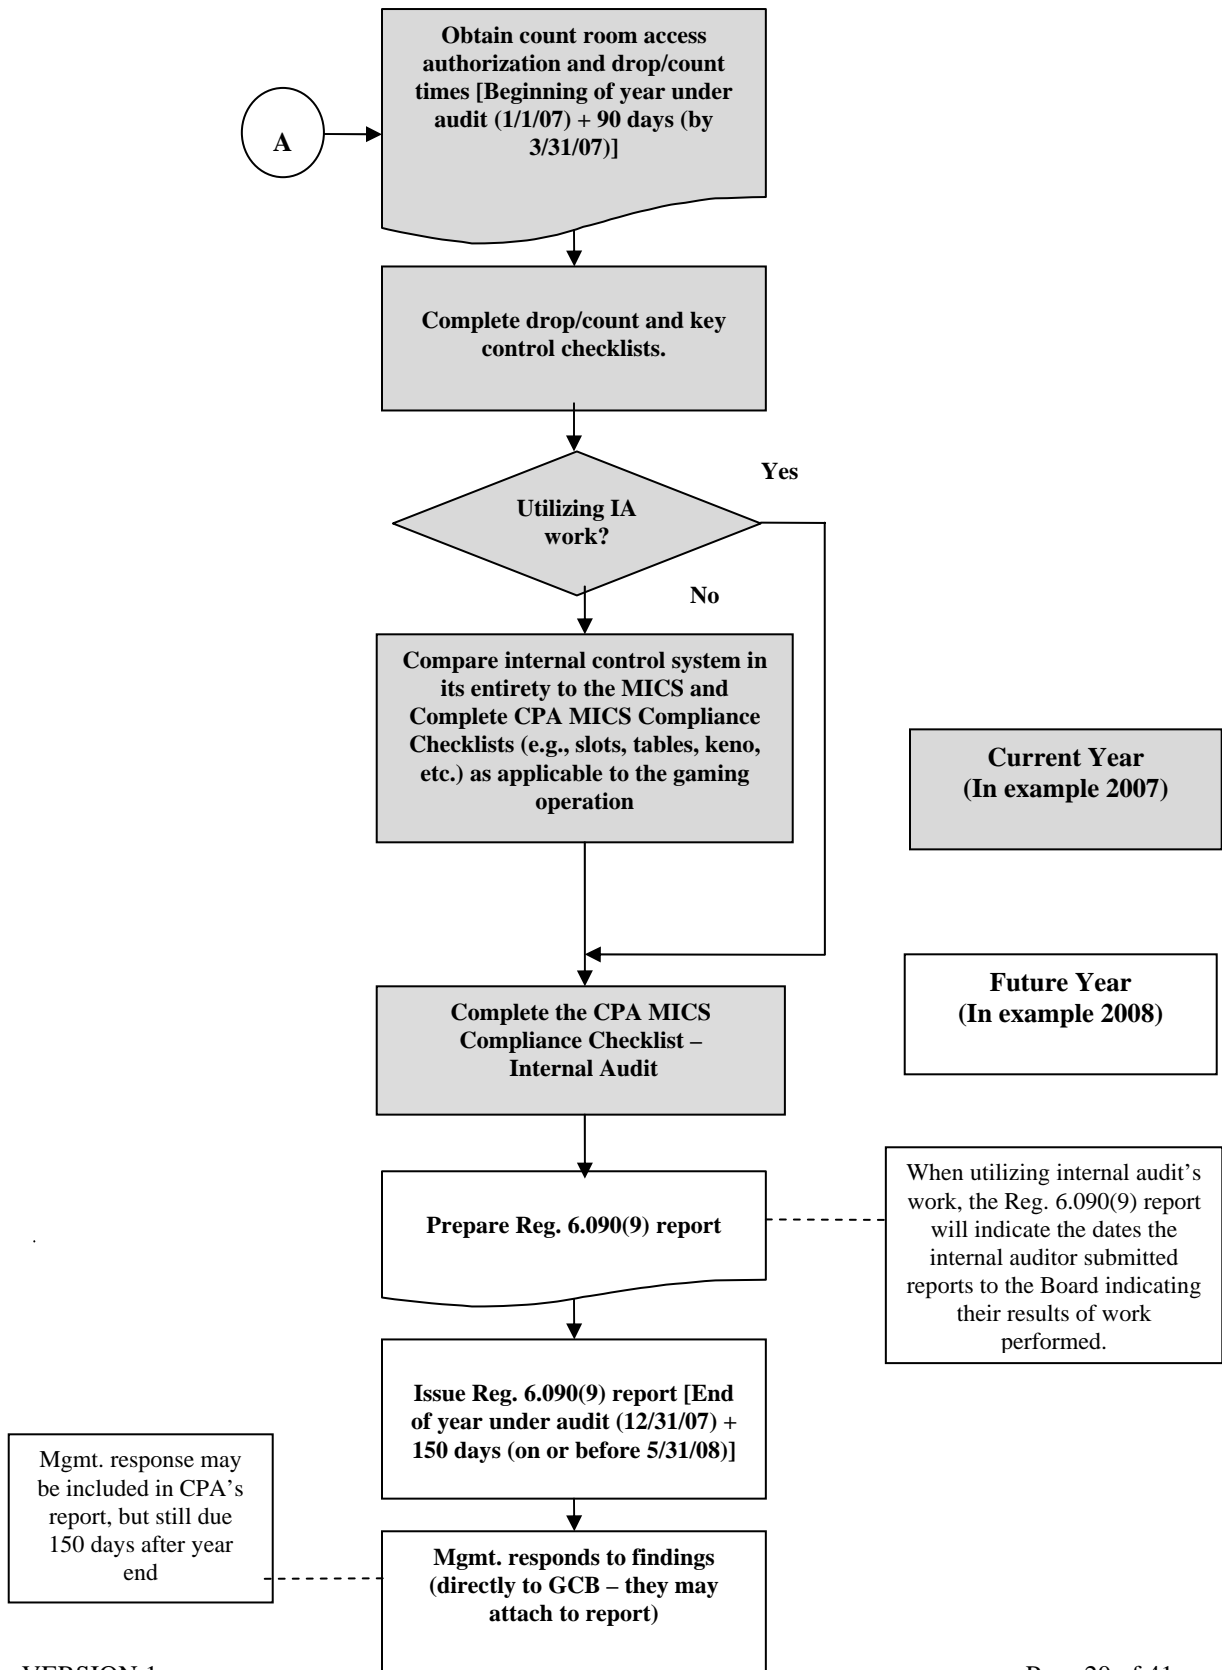 Obtain count room access
authorization and drop/count
times [Beginning of year under
audit (1/1/07) + 90 days (by
3/31/07)]
A
Complete drop/count and key
control checklists.
Yes
Utilizing IA
work?
No
Compare internal control system in
its entirety to the MICS and
Complete CPA MICS Compliance
Checklists (e.g., slots, tables, keno,
etc.) as applicable to the gaming
operation
Current Year
(In example 2007)
Future Year
(In example 2008)
Complete the CPA MICS
Compliance Checklist –
Internal Audit
Prepare Reg. 6.090(9) report
When utilizing internal audit's
work, the Reg. 6.090(9) report
will indicate the dates the
internal auditor submitted
reports to the Board indicating
their results of work
performed.
Issue Reg. 6.090(9) report [End
of year under audit (12/31/07) +
150 days (on or before 5/31/08)]
Mgmt. response may
be included in CPA's
report, but still due
150 days after year
end
Mgmt. responds to findings
(directly to GCB – they may
attach to report)
VERSION 1
of 41